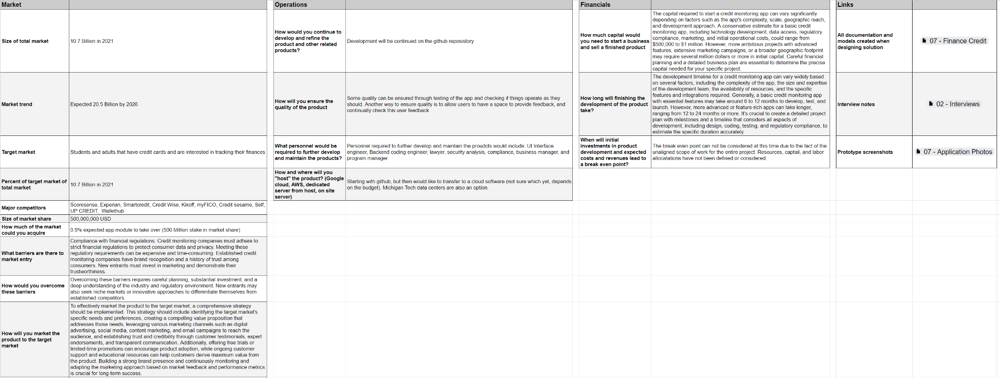 Market
Size of total market
10.7 Billion in 2021
Market trend
Expected 20.5 Billion by 2026
Target market
Students and adults that have credit cards and are interested in tracking their finances
Percent of target market of
total market
10.7 Billion in 2021
Major competitors
Scoresense, Experian, Smartcredit, Credit Wise, Kikoff, myFICO, Credit sesame, Self,
UP CREDIT,  Wallethub
Size of market share
500,000,000 USD
How much of the market
could you acquire
0.5% expected app module to take over (500 Million stake in market share)
What barriers are there to
market entry
Compliance with financial regulations: Credit monitoring companies must adhere to
strict financial regulations to protect consumer data and privacy. Meeting these
regulatory requirements can be expensive and time-consuming. Established credit
monitoring companies have brand recognition and a history of trust among
consumers. New entrants must invest in marketing and demonstrate their
trustworthiness.
How would you overcome
these barriers
Overcoming these barriers requires careful planning, substantial investment, and a
deep understanding of the industry and regulatory environment. New entrants may
also seek niche markets or innovative approaches to differentiate themselves from
established competitors.
How will you market the
product to the target
market
To effectively market the product to the target market, a comprehensive strategy
should be implemented. This strategy should include identifying the target market's
specific needs and preferences, creating a compelling value proposition that
addresses those needs, leveraging various marketing channels such as digital
advertising, social media, content marketing, and email campaigns to reach the
audience, and establishing trust and credibility through customer testimonials, expert
endorsements, and transparent communication. Additionally, offering free trials or
limited-time promotions can encourage product adoption, while ongoing customer
support and educational resources can help customers derive maximum value from
the product. Building a strong brand presence and continuously monitoring and
adapting the marketing approach based on market feedback and performance metrics
is crucial for long-term success.
Operations
How would you continue to
develop and refine the
product and other related
products?
Development will be continued on the github reposistory
How will you ensure the
quality of the product
Some quality can be ensured through testing of the app and checking if things operate as they
should. Another way to ensure quality is to allow users to have a space to provide feedback, and
continually check this user feedback
What personnel would be
required to further develop
and maintain the products?
Personnel required to further develop and maintain the proudcts would include: UI Interface
engineer, Backend coding engineer, lawyer, security analysis, compliance, business manager, and
program manager.
How and where will you
"host" the product? (Google
cloud, AWS, dedicated
server from host, on site
server)
Starting with github, but then would like to transfer to a cloud software (not sure which yet, depends
on the budget). Michigan Tech data centers are also an option.
Financials
How much capital would
you need to start a business
and sell a finished product
The capital required to start a credit monitoring app can vary significantly
depending on factors such as the app's complexity, scale, geographic reach,
and development approach. A conservative estimate for a basic credit
monitoring app, including technology development, data access, regulatory
compliance, marketing, and initial operational costs, could range from
$500,000 to $1 million. However, more ambitious projects with advanced
features, extensive marketing campaigns, or a broader geographic footprint
may require several million dollars or more in initial capital. Careful financial
planning and a detailed business plan are essential to determine the precise
capital needed for your specific project.
How long will finishing the
development of the product
take?
The development timeline for a credit monitoring app can vary widely based
on several factors, including the complexity of the app, the size and expertise
of the development team, the availability of resources, and the specific
features and integrations required. Generally, a basic credit monitoring app
with essential features may take around 6 to 12 months to develop, test, and
launch. However, more advanced or feature-rich apps can take longer,
ranging from 12 to 24 months or more. It's crucial to create a detailed project
plan with milestones and a timeline that considers all aspects of
development, including design, coding, testing, and regulatory compliance, to
estimate the specific duration accurately.
When will initial
investments in product
development and expected
costs and revenues lead to
a break even point?
The break even point can not be considered at this time due to the fact of the
unaligned scope of work for the entire project. Resources, captail, and labor
allocatations have not been defined or considered.
Links
All documentation and
models created when
designing solution
07 - Finance Credit
Interview notes
02 - Interviews
Prototype screenshots
07 - Application Photos